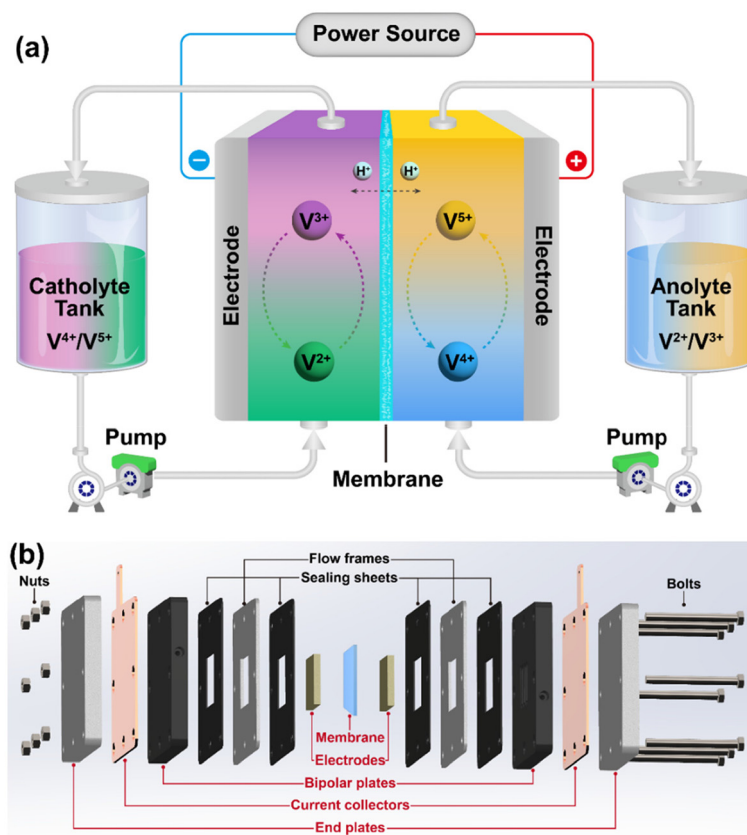 (a)
Power Source
−
+
H⁺
H⁺
V³⁺
V⁵⁺
Electrode
Electrode
Catholyte
Tank
V⁴⁺/V⁵⁺
Anolyte
Tank
V²⁺/V³⁺
V²⁺
V⁴⁺
Pump
Pump
Membrane
(b)
Flow frames
Nuts
Sealing sheets
Bolts
Membrane
Electrodes
Bipolar plates
Current collectors
End plates